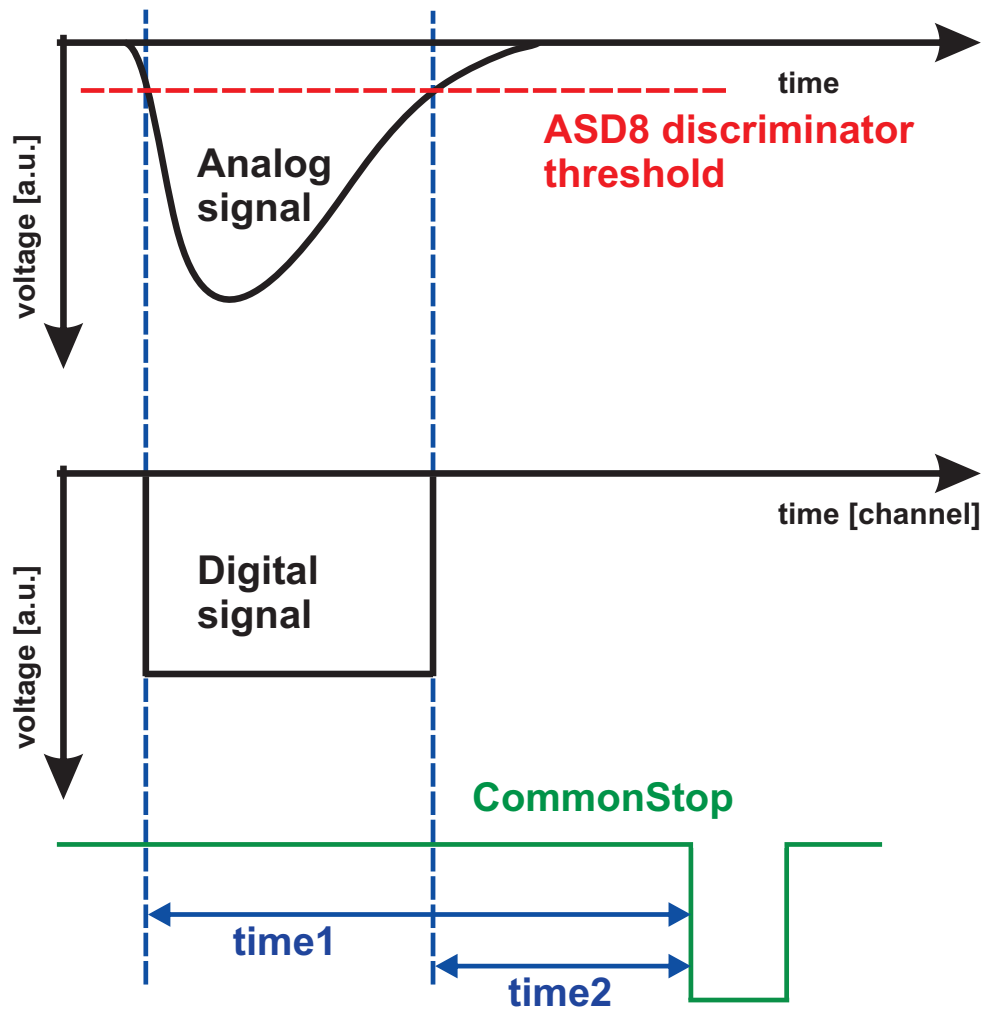 time
voltage [a.u.]
Analog
signal
ASD8 discriminator
threshold
time [channel]
voltage [a.u.]
Digital
signal
CommonStop
time1
time2